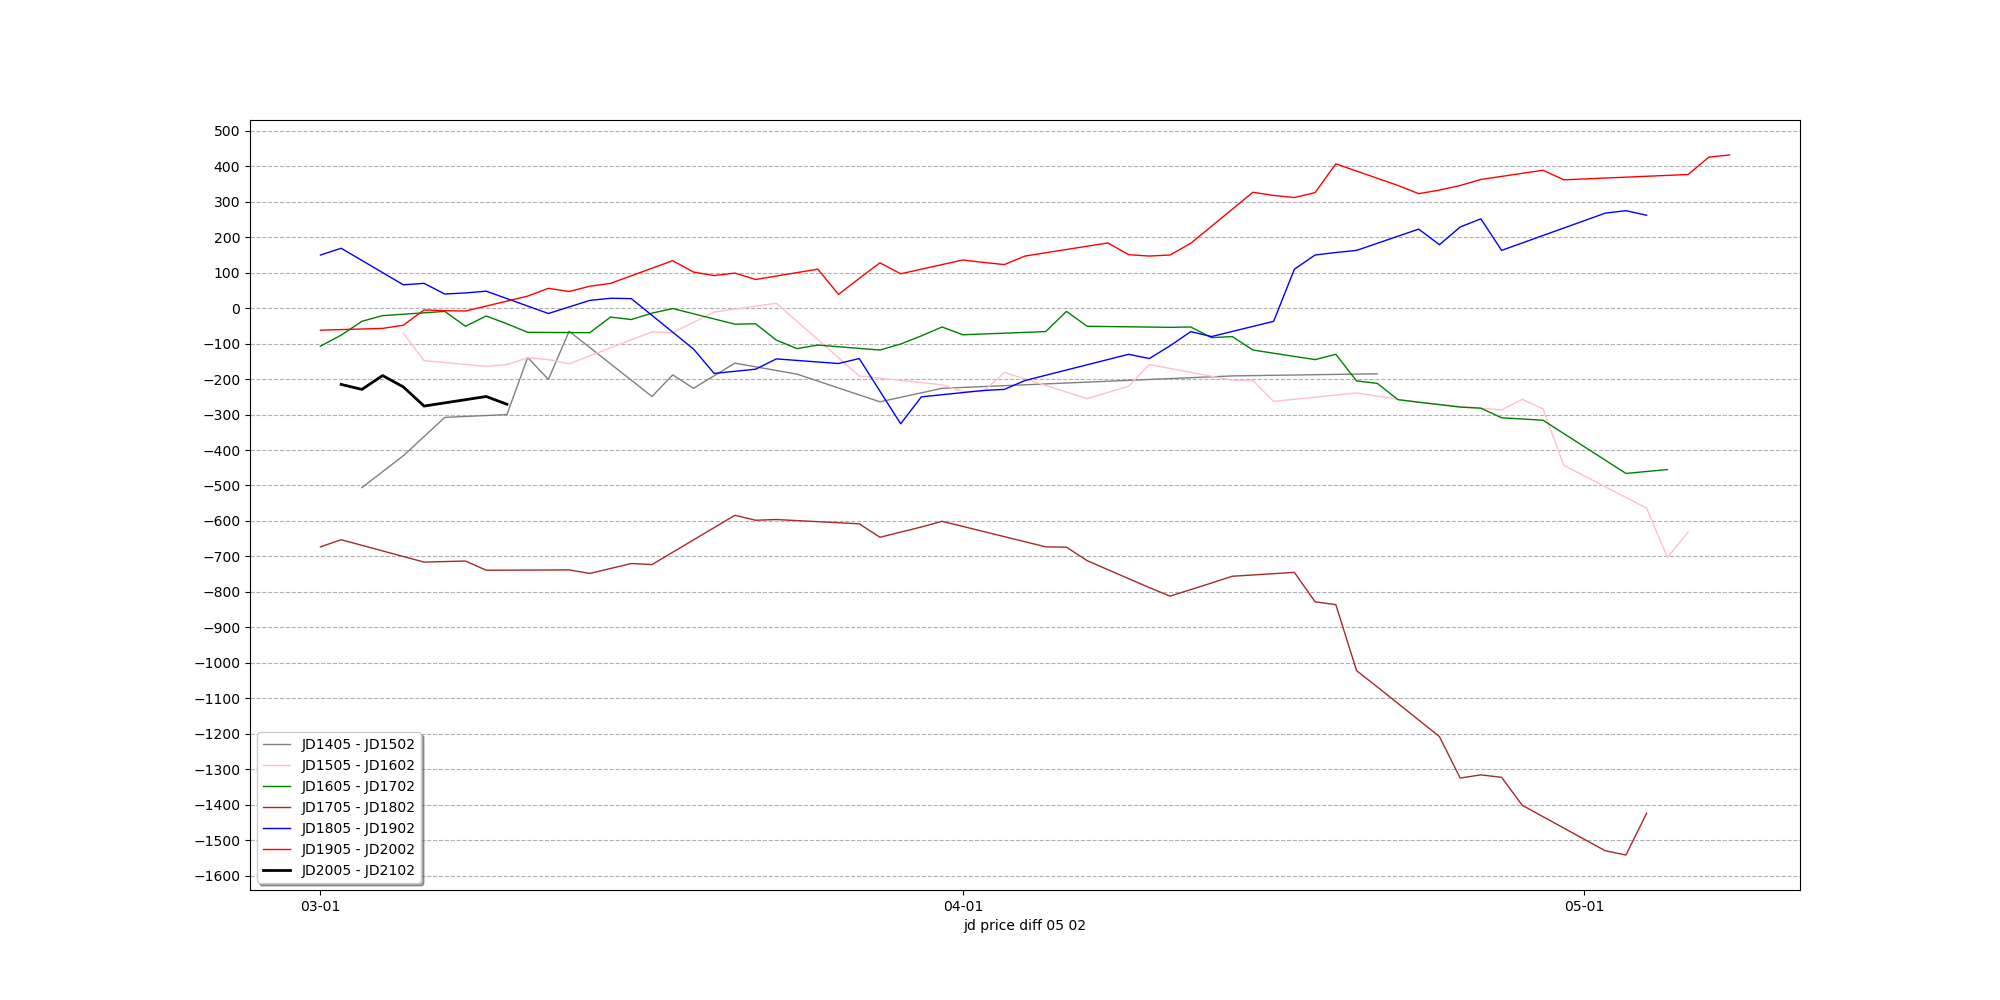 500
400
300
200
100
0
−100
−200
−300
−400
−500
−600
−700
−800
−900
−1000
−1100
−1200
−1300
−1400
−1500
−1600
JD1405 - JD1502
JD1505 - JD1602
JD1605 - JD1702
JD1705 - JD1802
JD1805 - JD1902
JD1905 - JD2002
JD2005 - JD2102
03-01 04-01 05-01
jd price diff 05 02